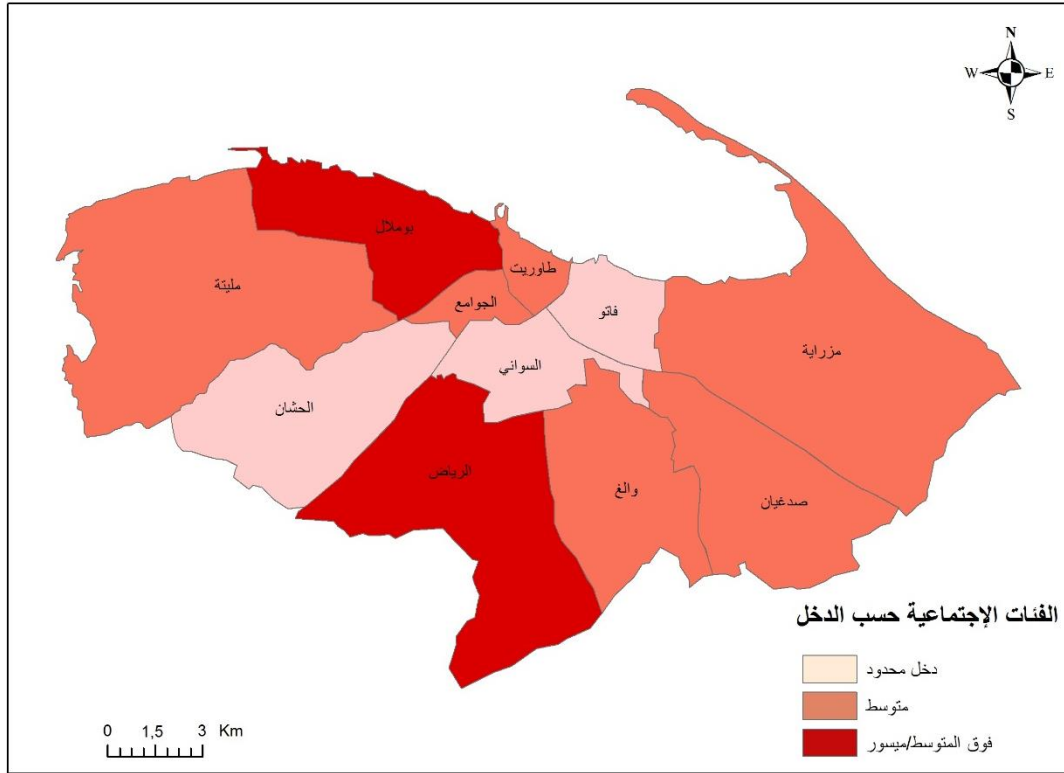 N
W E
S
بوملال
طاوريت
مليتة
الجوامع
فاتو
مزراية
السواني
الحشان
الرياض
والغ
صدغيان
الفئات الإجتماعية حسب الدخل
دخل محدود
متوسط
فوق المتوسط/ميسور
0 1,5 3 Km